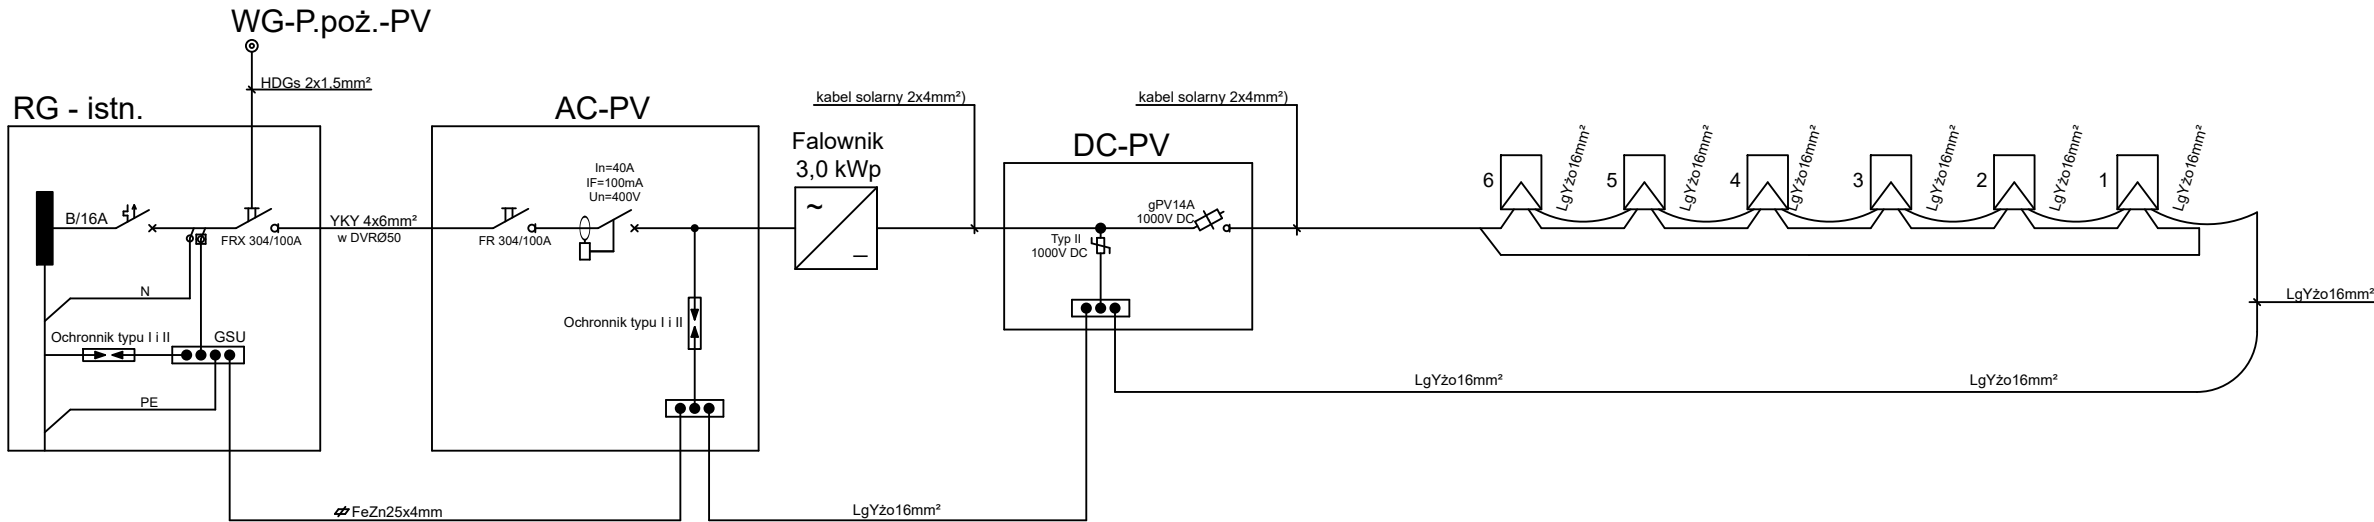 WG-P.poż.-PV
HDGs 2x1.5mm²
RG - istn.
B/16A
FRX 304/100A
N
Ochronnik typu I i II
GSU
PE
YKY 4x6mm²
w DVRØ50
FeZn25x4mm
AC-PV
In=40A
IF=100mA
Un=400V
FR 304/100A
Ochronnik typu I i II
Falownik
3,0 kWp
~
–
kabel solarny 2x4mm²)
LgYżo16mm²
DC-PV
Typ II
1000V DC
gPV14A
1000V DC
kabel solarny 2x4mm²)
6
LgYżo16mm²
5
LgYżo16mm²
4
LgYżo16mm²
3
LgYżo16mm²
2
LgYżo16mm²
1
LgYżo16mm²
LgYżo16mm²
LgYżo16mm²
LgYżo16mm²